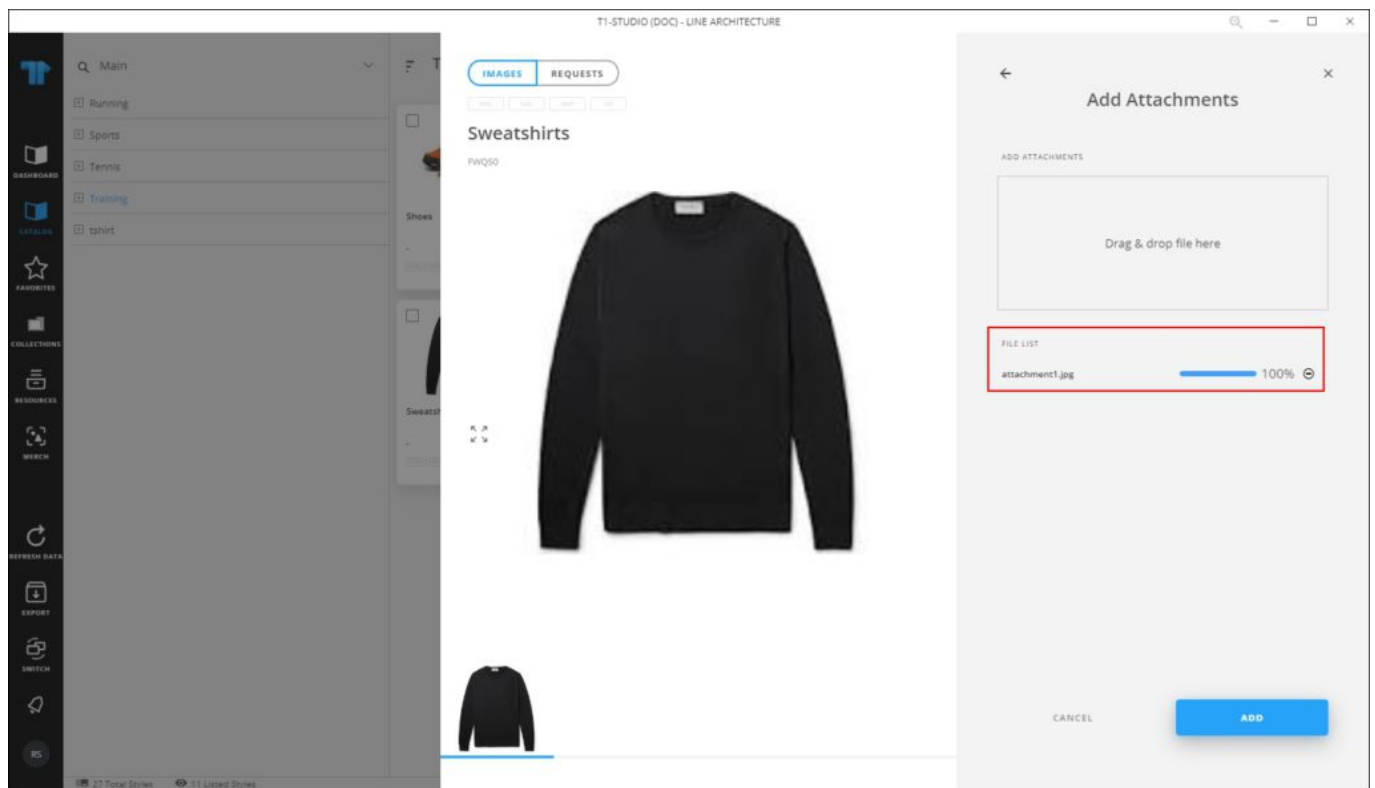 T1-STUDIO (DOC) - LINE ARCHITECTURE
Main
Running
Sports
Tennis
Training
tshirt
DASHBOARD
CATALOG
FAVORITES
COLLECTIONS
RESOURCES
MERCH
REFRESH DATA
EXPORT
SWITCH
RS
27 Total Styles
11 Listed Styles
T
Shoes
-
Sweatsh
-
IMAGES
REQUESTS
Sweatshirts
FWQS0
Add Attachments
ADD ATTACHMENTS
Drag & drop file here
FILE LIST
attachment1.jpg 100%
CANCEL
ADD